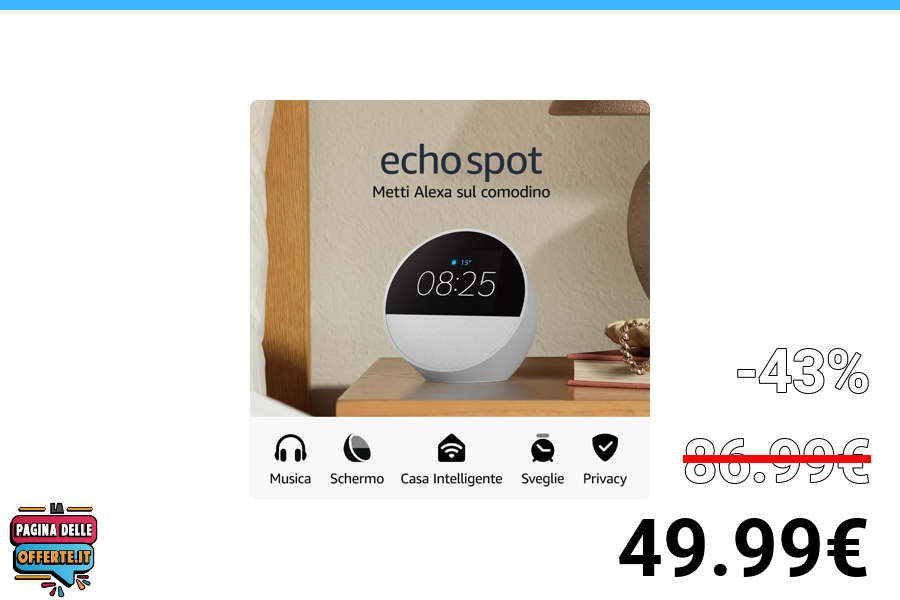 echo spot
Metti Alexa sul comodino
15°
08:25
Musica
Schermo
Casa Intelligente
Sveglie
Privacy
-43%
86.99€
49.99€
LA
PAGINA DELLE
OFFERTE.IT